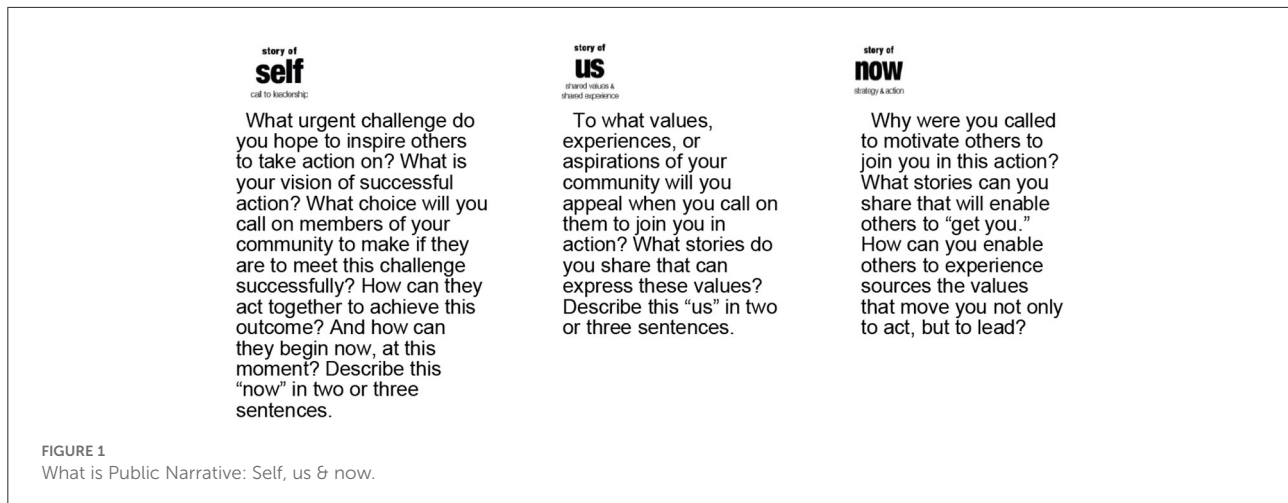 story of
self
call to leadership
What urgent challenge do
you hope to inspire others
to take action on? What is
your vision of successful
action? What choice will you
call on members of your
community to make if they
are to meet this challenge
successfully? How can they
act together to achieve this
outcome? And how can
they begin now, at this
moment? Describe this
“now” in two or three
sentences.
story of
us
shared values &
shared experience
To what values,
experiences, or
aspirations of your
community will you
appeal when you call on
them to join you in
action? What stories do
you share that can
express these values?
Describe this “us” in two
or three sentences.
story of
now
strategy & action
Why were you called
to motivate others to
join you in this action?
What stories can you
share that will enable
others to “get you.”
How can you enable
others to experience
sources the values
that move you not only
to act, but to lead?
FIGURE 1
What is Public Narrative: Self, us & now.